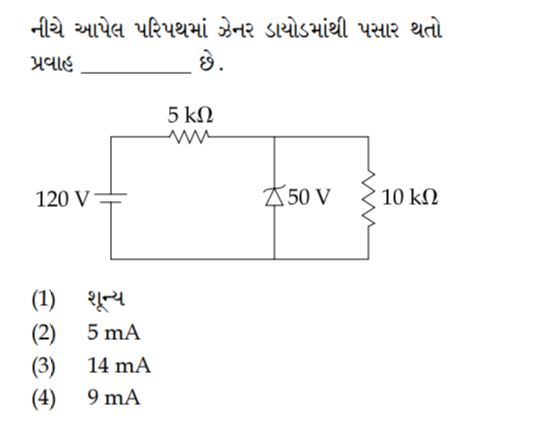 નીચે આપેલ પરિપથમાં ઝેનર ડાયોડમાંથી પસાર થતો
પ્રવાહ __________ છે.
5 kΩ
120 V
50 V
10 kΩ
(1) શૂન્ય
(2) 5 mA
(3) 14 mA
(4) 9 mA